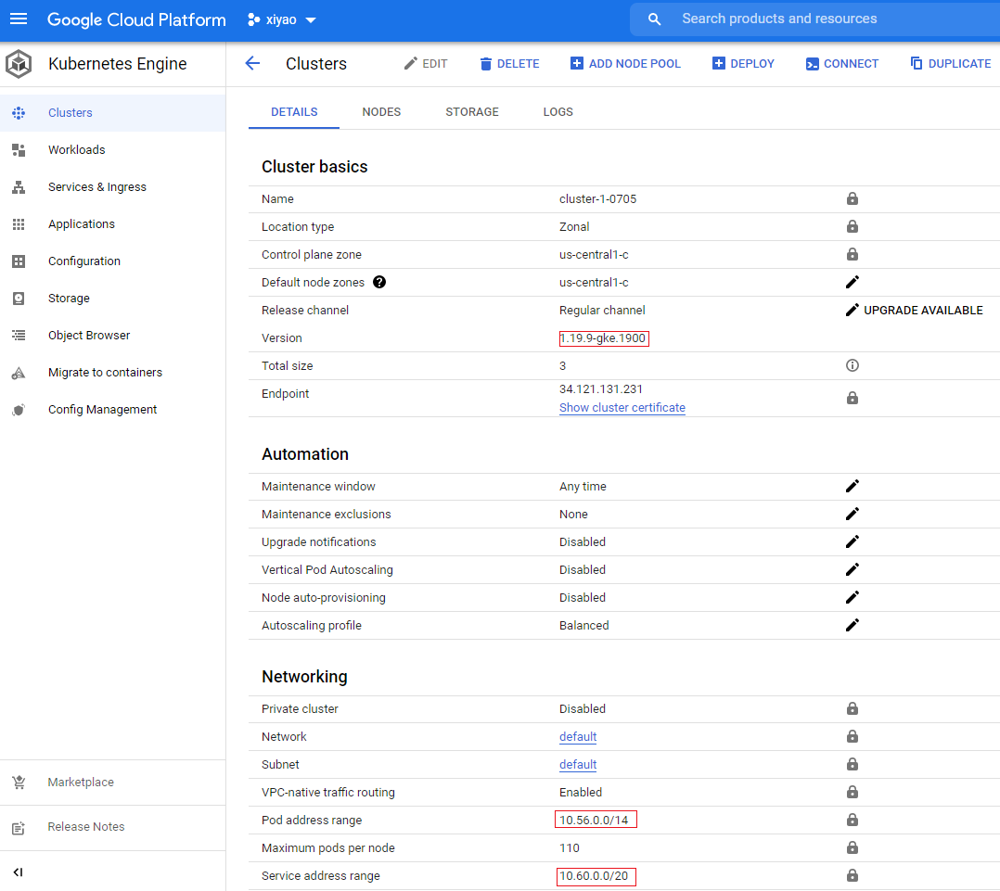 Google Cloud Platform xiyao Search products and resources
Kubernetes Engine
Clusters EDIT DELETE ADD NODE POOL DEPLOY CONNECT DUPLICATE
Clusters
Workloads
Services & Ingress
Applications
Configuration
Storage
Object Browser
Migrate to containers
Config Management
Marketplace
Release Notes
DETAILS NODES STORAGE LOGS
Cluster basics
Name cluster-1-0705
Location type Zonal
Control plane zone us-central1-c
Default node zones ? us-central1-c
Release channel Regular channel UPGRADE AVAILABLE
Version 1.19.9-gke.1900
Total size 3
Endpoint 34.121.131.231
Show cluster certificate
Automation
Maintenance window Any time
Maintenance exclusions None
Upgrade notifications Disabled
Vertical Pod Autoscaling Disabled
Node auto-provisioning Disabled
Autoscaling profile Balanced
Networking
Private cluster Disabled
Network default
Subnet default
VPC-native traffic routing Enabled
Pod address range 10.56.0.0/14
Maximum pods per node 110
Service address range 10.60.0.0/20